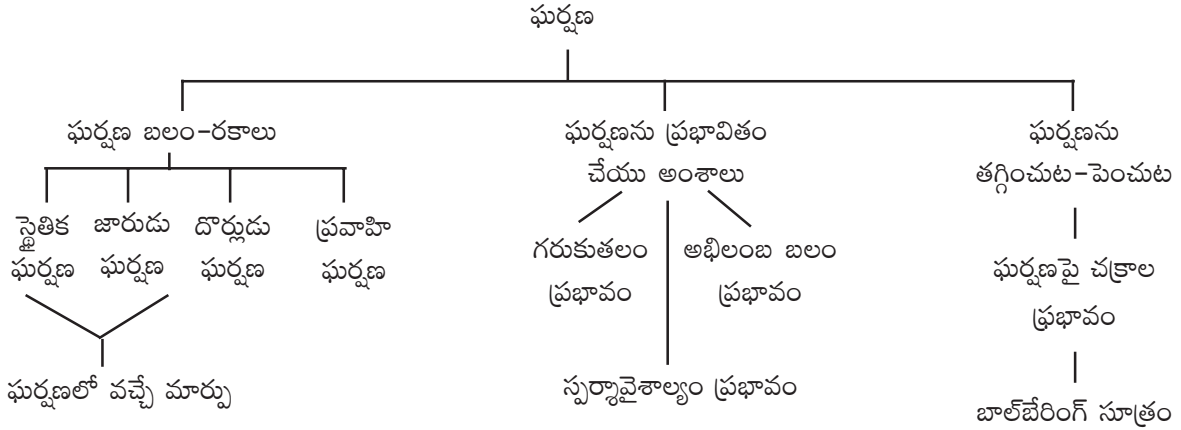 ఘర్షణ
ఘర్షణ బలం-రకాలు
స్థైతిక
ఘర్షణ
జారుడు
ఘర్షణ
దొర్లుడు
ఘర్షణ
ప్రవాహి
ఘర్షణ
ఘర్షణలో వచ్చే మార్పు
ఘర్షణను ప్రభావితం
చేయు అంశాలు
గరుకుతలం
ప్రభావం
అభిలంబ బలం
ప్రభావం
స్పర్శావైశాల్యం ప్రభావం
ఘర్షణను
తగ్గించుట-పెంచుట
ఘర్షణపై చక్రాల
ప్రభావం
బాల్‌బేరింగ్ సూత్రం